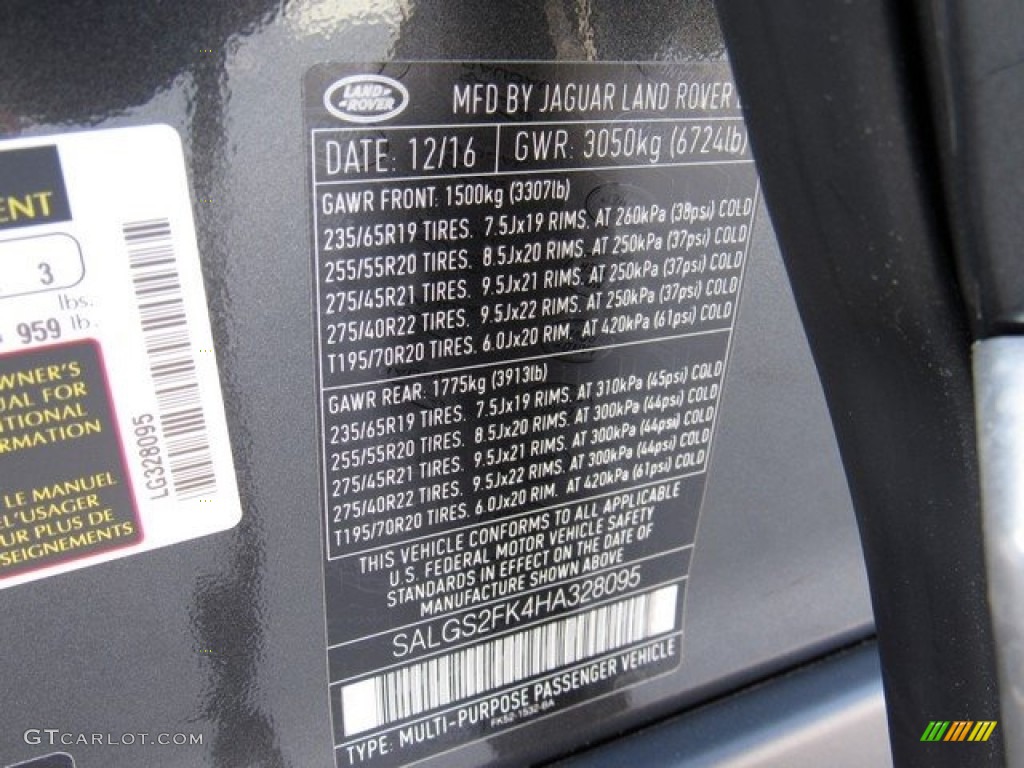 LAND
ROVER
MFD BY JAGUAR LAND ROVER
DATE: 12/16
GWR: 3050kg (6724lb)
GAWR FRONT. 1500kg (3307lb)
235/65R19 TIRES. 7.5Jx19 RIMS. AT 260kPa (38psi) COLD
255/55R20 TIRES. 8.5Jx20 RIMS. AT 250kPa (37psi) COLD
275/45R21 TIRES. 9.5Jx21 RIMS. AT 250kPa (37psi) COLD
275/40R22 TIRES. 9.5Jx22 RIMS. AT 250kPa (37psi) COLD
T195/70R20 TIRES. 6.0Jx20 RIM. AT 420kPa (61psi) COLD
GAWR REAR. 1775kg (3913lb)
235/65R19 TIRES. 7.5Jx19 RIMS. AT 310kPa (45psi) COLD
255/55R20 TIRES. 8.5Jx20 RIMS. AT 300kPa (44psi) COLD
275/45R21 TIRES. 9.5Jx21 RIMS. AT 300kPa (44psi) COLD
275/40R22 TIRES. 9.5Jx22 RIMS. AT 300kPa (44psi) COLD
T195/70R20 TIRES. 6.0Jx20 RIM. AT 420kPa (61psi) COLD
THIS VEHICLE CONFORMS TO ALL APPLICABLE
U.S. FEDERAL MOTOR VEHICLE SAFETY
STANDARDS IN EFFECT ON THE DATE OF
MANUFACTURE SHOWN ABOVE
SALGS2FK4HA328095
TYPE: MULTI-PURPOSE PASSENGER VEHICLE
FK52-1532-BA
ENT
3
lbs.
959 lb.
OWNER'S
UAL FOR
ITIONAL
ORMATION
LE MANUEL
EL'USAGER
UR PLUS DE
SEIGNEMENTS
LG328095
GTCARLOT.COM